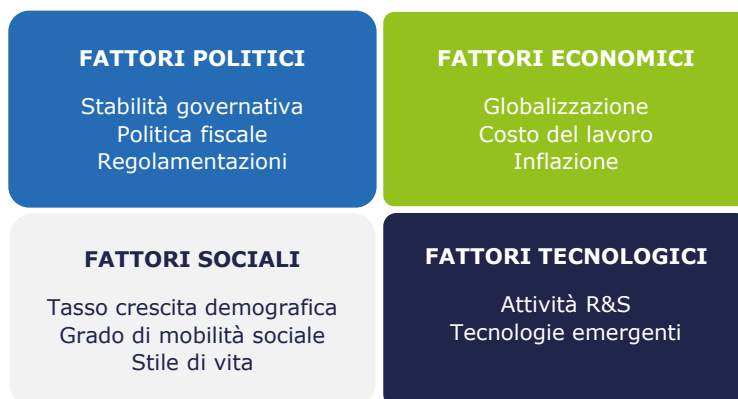 FATTORI POLITICI
Stabilità governativa
Politica fiscale
Regolamentazioni
FATTORI ECONOMICI
Globalizzazione
Costo del lavoro
Inflazione
FATTORI SOCIALI
Tasso crescita demografica
Grado di mobilità sociale
Stile di vita
FATTORI TECNOLOGICI
Attività R&S
Tecnologie emergenti